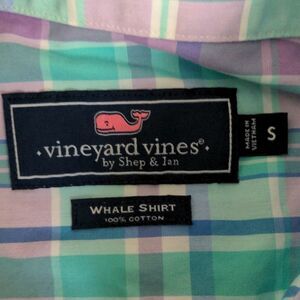 ·vineyard vines®
by Shep & Ian
MADE IN
VIETNAM
S
WHALE SHIRT
100% COTTON